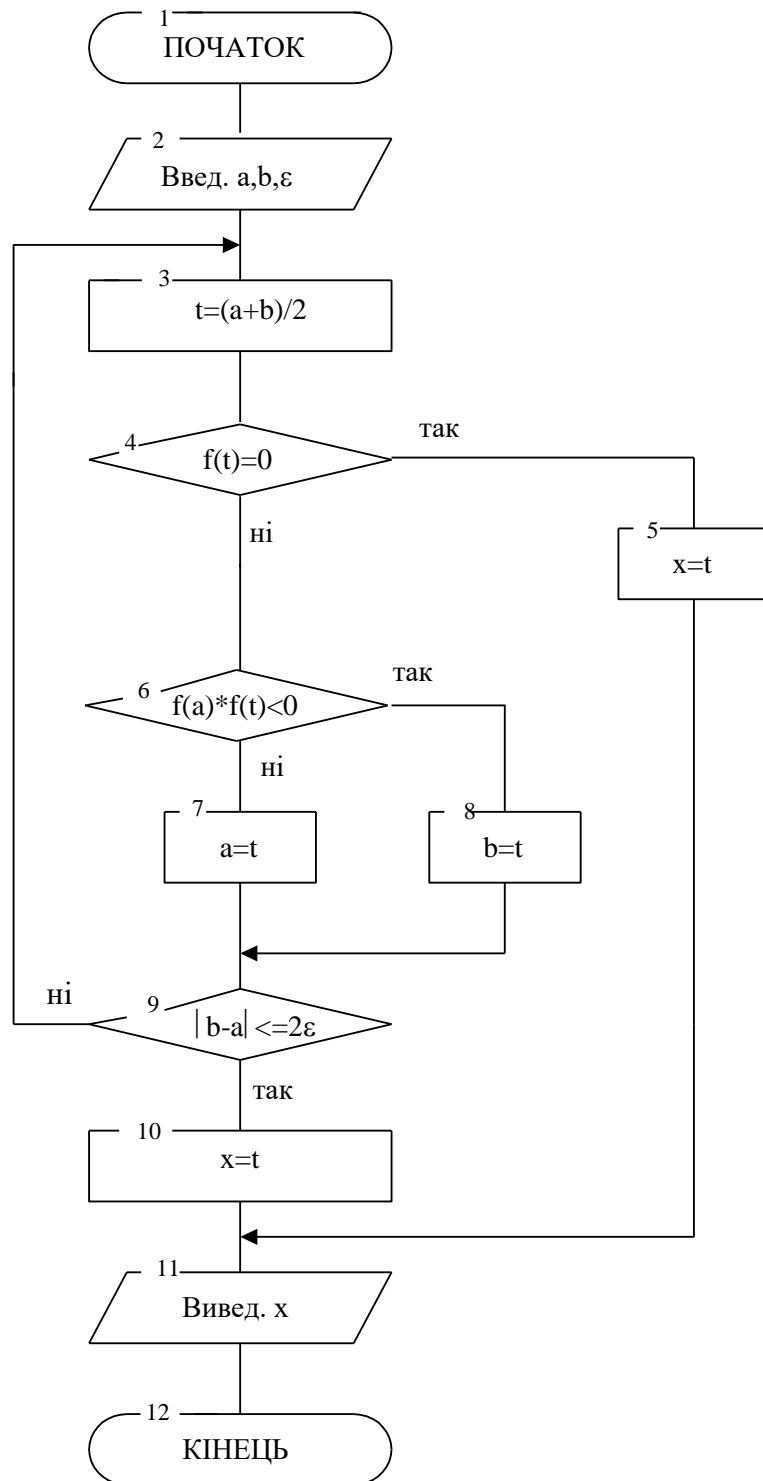 1
ПОЧАТОК
2
Введ. a,b,ε
3
t=(a+b)/2
4
f(t)=0
так
ні
5
x=t
6
f(a)*f(t)<0
так
ні
7
a=t
8
b=t
9
|b-a|<=2ε
ні
так
10
x=t
11
Вивед. x
12
КІНЕЦЬ